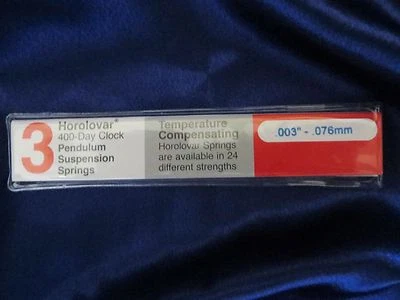 3
Horolovar®
400-Day Clock
Pendulum
Suspension
Springs
Temperature
Compensating
Horolovar Springs
are available in 24
different strengths
.003" - .076mm